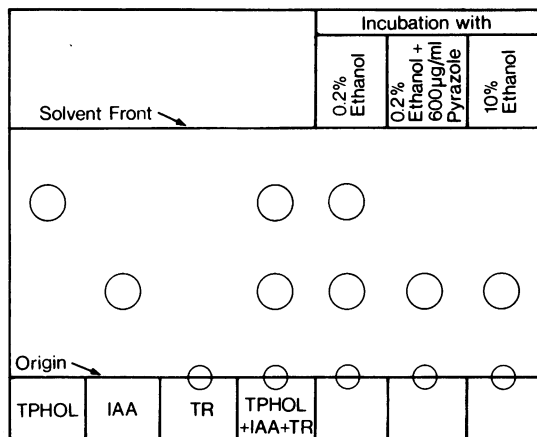 Incubation with
0.2%
Ethanol
0.2%
Ethanol +
600µg/ml
Pyrazole
10%
Ethanol
Solvent Front
Origin
TPHOL
IAA
TR
TPHOL
+IAA+TR